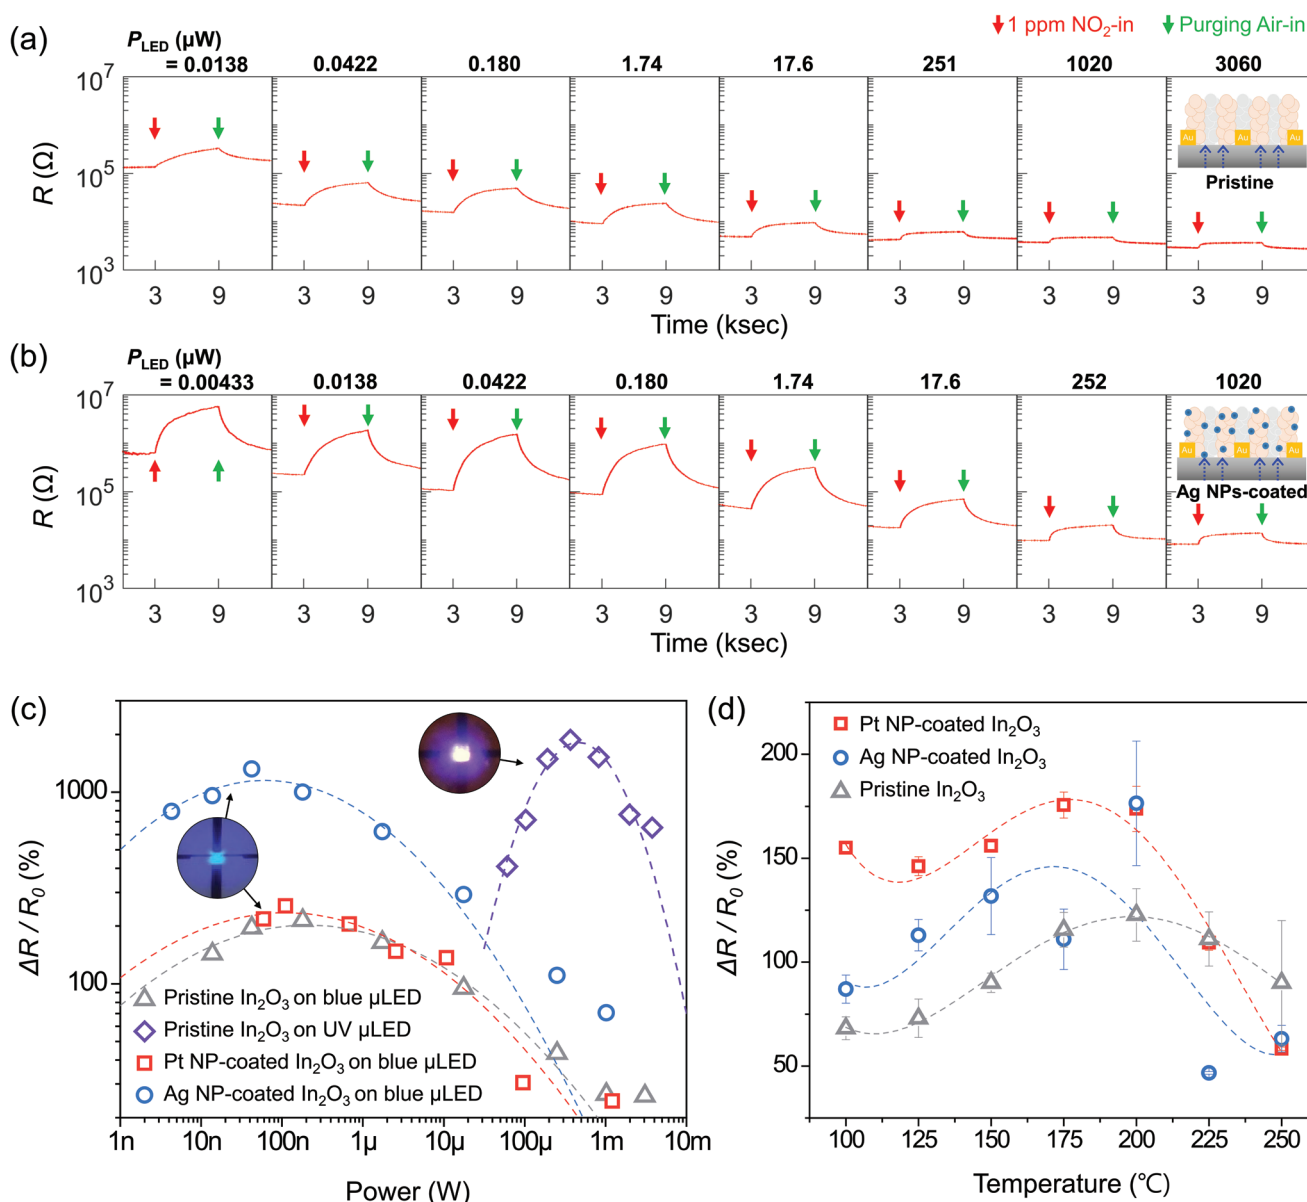 (a)
1 ppm NO2-in Purging Air-in
PLED (µW)
= 0.0138 0.0422 0.180 1.74 17.6 251 1020 3060
10^7
10^5
10^3
R (Ω)
Au Au Au
Pristine
3 9 3 9 3 9 3 9 3 9 3 9 3 9 3 9
Time (ksec)
(b)
PLED (µW)
= 0.00433 0.0138 0.0422 0.180 1.74 17.6 252 1020
10^7
10^5
10^3
R (Ω)
Au Au Au
Ag NPs-coated
3 9 3 9 3 9 3 9 3 9 3 9 3 9 3 9
Time (ksec)
(c)
1000
100
ΔR / R0 (%)
Pristine In2O3 on blue µLED
Pristine In2O3 on UV µLED
Pt NP-coated In2O3 on blue µLED
Ag NP-coated In2O3 on blue µLED
1n 10n 100n 1µ 10µ 100µ 1m 10m
Power (W)
(d)
Pt NP-coated In2O3
Ag NP-coated In2O3
Pristine In2O3
200
150
100
50
ΔR / R0 (%)
100 125 150 175 200 225 250
Temperature (℃)